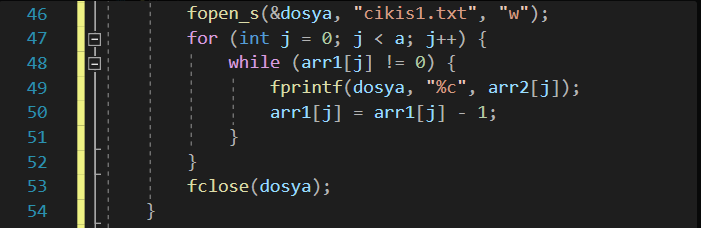 46 fopen_s(&dosya, "cikis1.txt", "w");
47 for (int j = 0; j < a; j++) {
48 while (arr1[j] != 0) {
49 fprintf(dosya, "%c", arr2[j]);
50 arr1[j] = arr1[j] - 1;
51 }
52 }
53 fclose(dosya);
54 }